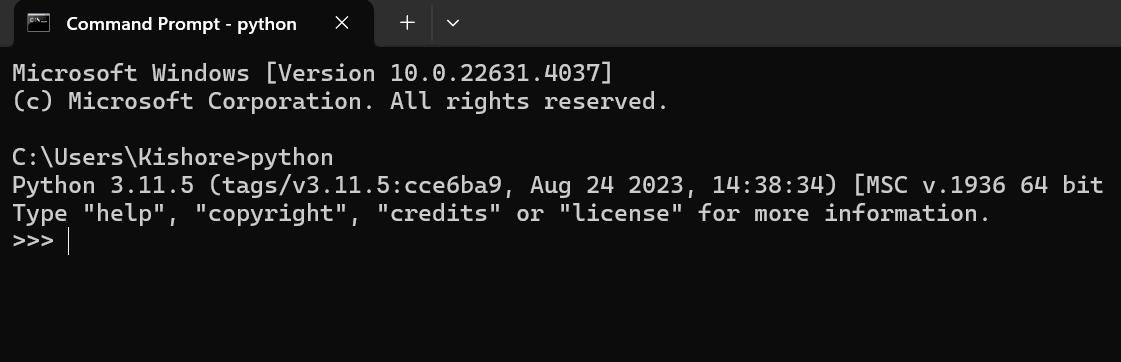 Command Prompt - python
Microsoft Windows [Version 10.0.22631.4037]
(c) Microsoft Corporation. All rights reserved.
C:\Users\Kishore>python
Python 3.11.5 (tags/v3.11.5:cce6ba9, Aug 24 2023, 14:38:34) [MSC v.1936 64 bit
Type "help", "copyright", "credits" or "license" for more information.
>>>